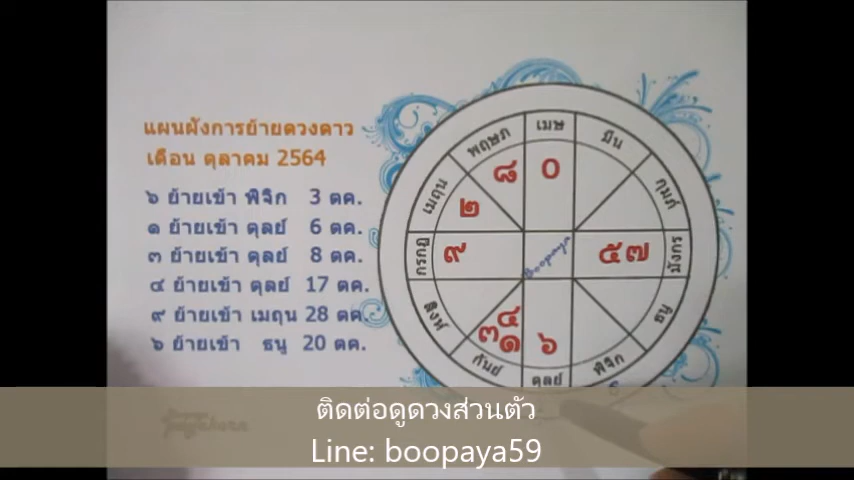 แผนผังการย้ายดวงดาว
เดือน ตุลาคม 2564
๖ ย้ายเข้า พิจิก 3 ตค.
๑ ย้ายเข้า ตุลย์ 6 ตค.
๓ ย้ายเข้า ตุลย์ 8 ตค.
๔ ย้ายเข้า ตุลย์ 17 ตค.
๙ ย้ายเข้า เมถุน 28 ตค.
๖ ย้ายเข้า ธนู 20 ตค.
พฤษภ เมษ มีน
เมถุน กุมภ์
กรกฏ มังกร
สิงห์ ธนู
กันย์ ตุลย์ พิจิก
๘ ๐
๒
๙ ๕๗
๔
๓๑ ๖
Boopaya
ติดต่อดูดวงส่วนตัว
Line: boopaya59